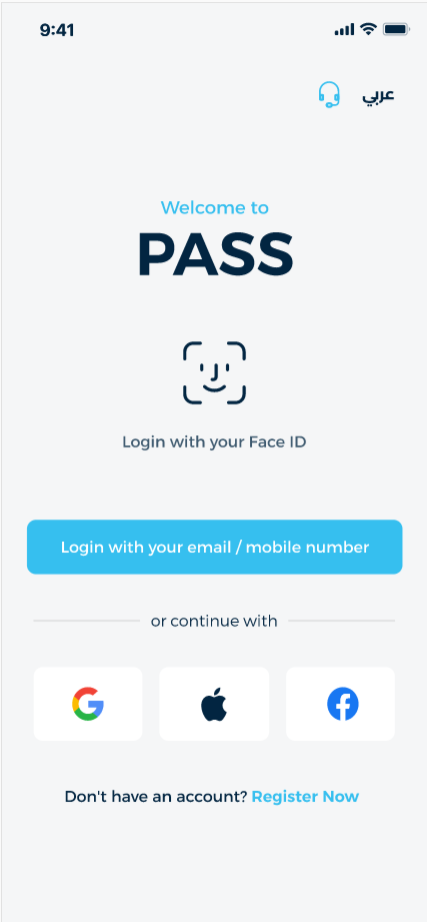 9:41
عربي
Welcome to
PASS
Login with your Face ID
Login with your email / mobile number
or continue with
Don't have an account? Register Now